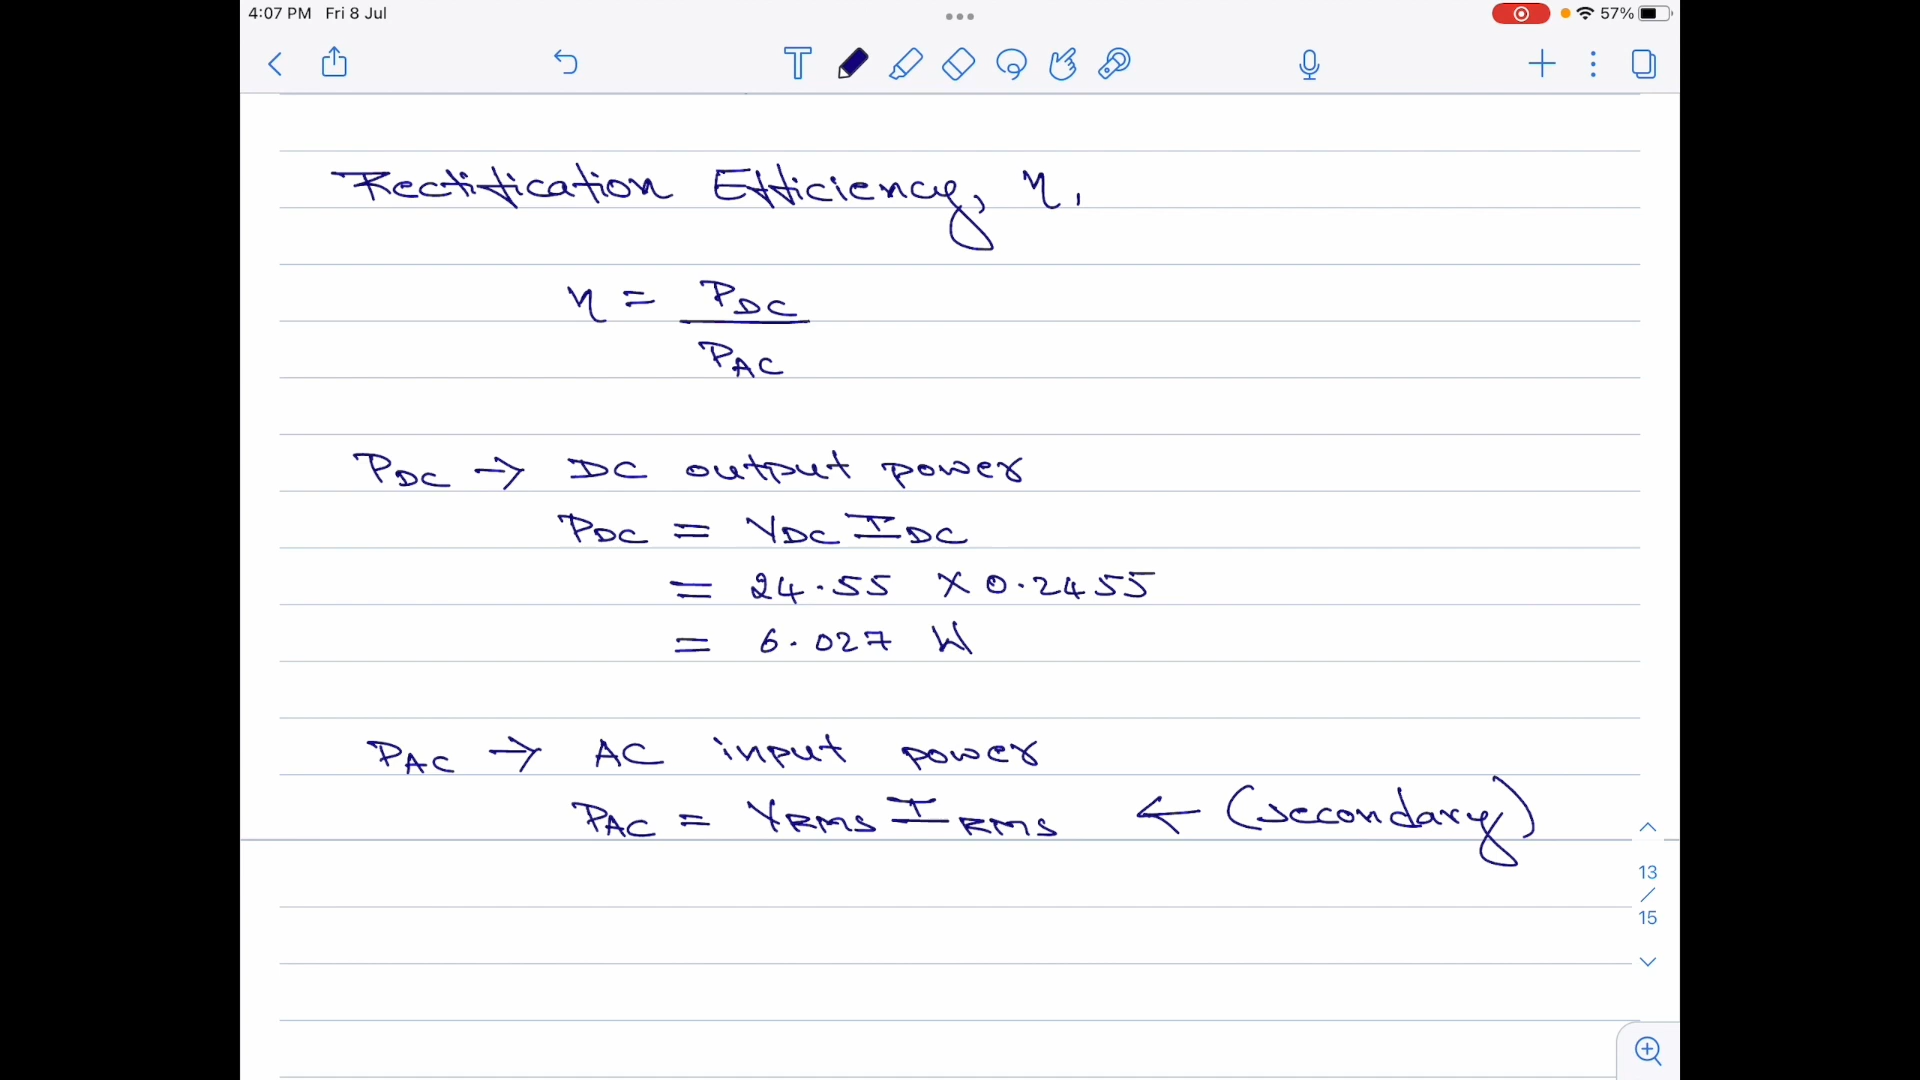 4:07 PM Fri 8 Jul
57%
T
Rectification Efficiency, η,
η = P_DC / P_AC
P_DC → DC output power
P_DC = V_DC I_DC
= 24.55 × 0.2455
= 6.027 W
P_AC → AC input power
P_AC = V_RMS I_RMS ← (secondary)
13
/
15